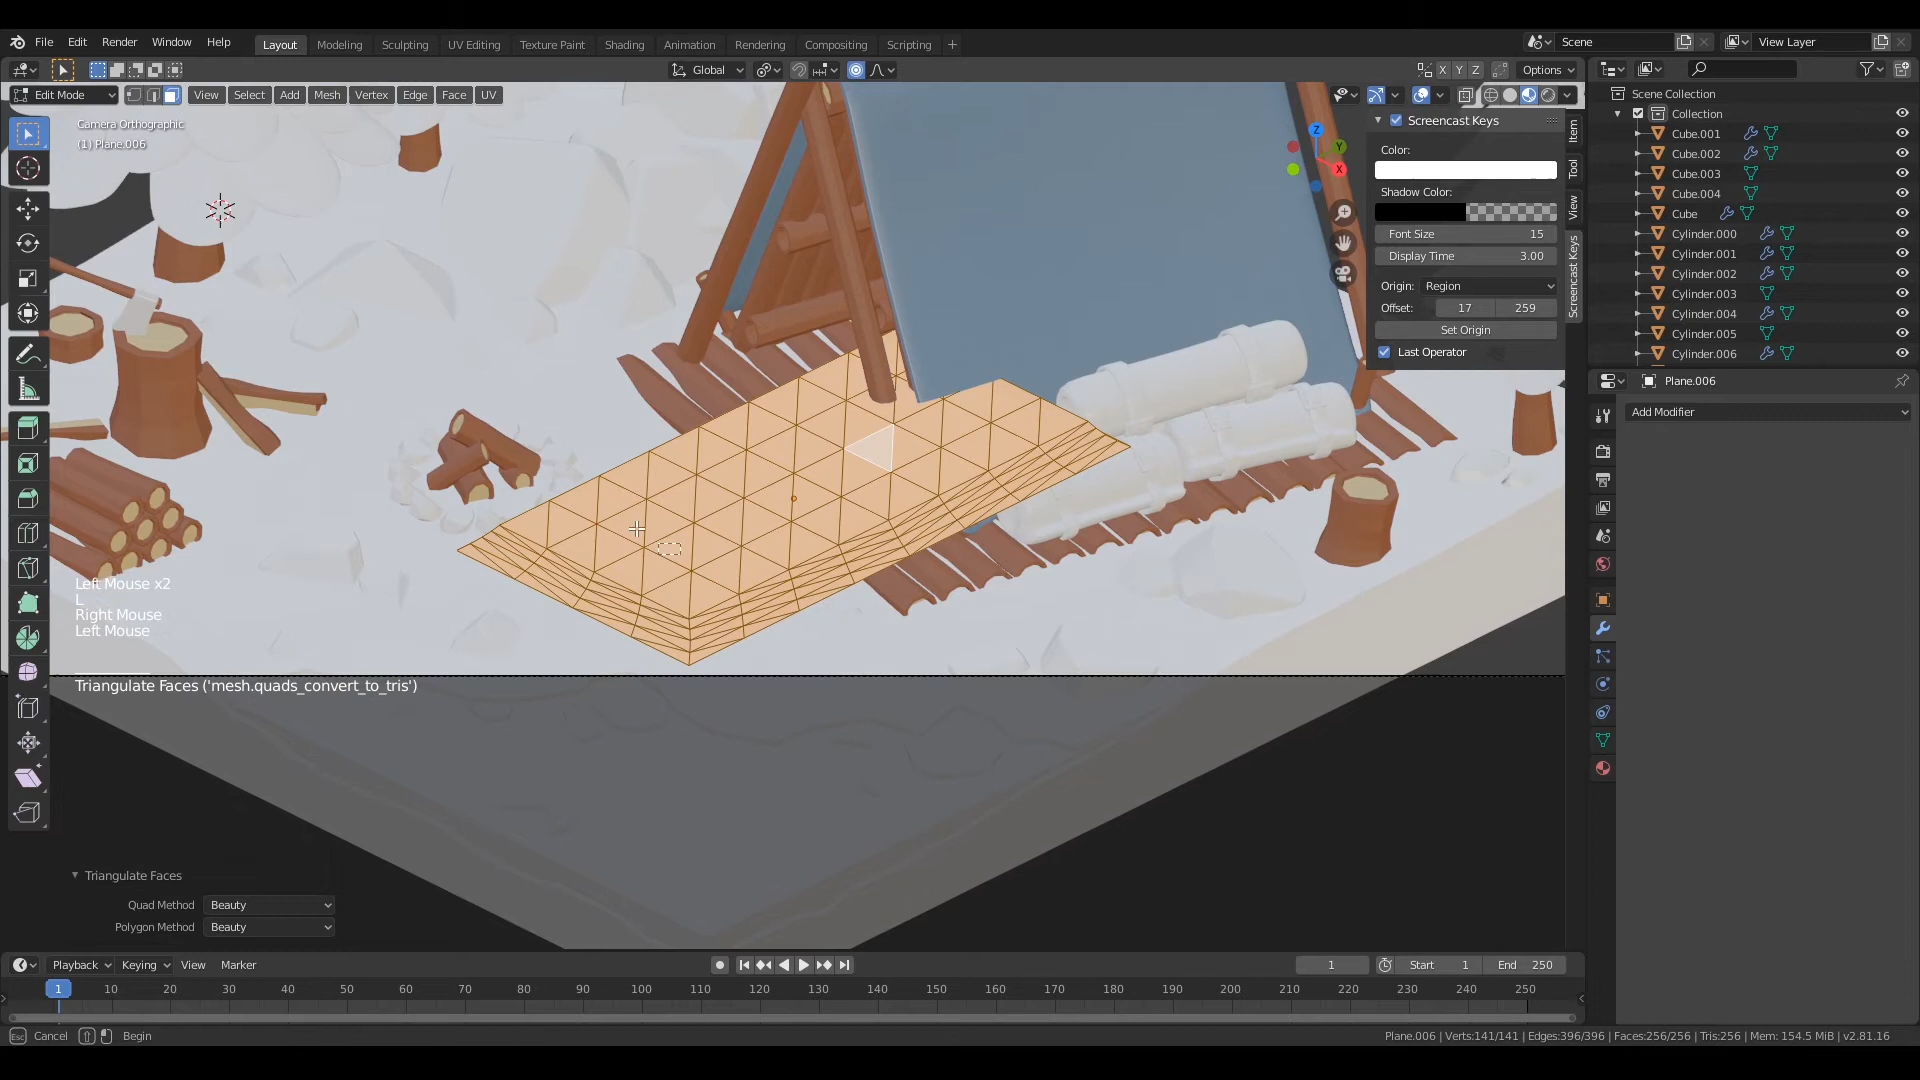 File Edit Render Window Help Layout Modeling Sculpting UV Editing Texture Paint Shading Animation Rendering Compositing Scripting + Scene View Layer
Global Options
X Y Z
Edit Mode View Select Add Mesh Vertex Edge Face UV
Camera Orthographic
(1) Plane.006
Z
Y
X
Screencast Keys
Color:
Shadow Color:
Font Size 15
Display Time 3.00
Origin: Region
Offset: 17 259
Set Origin
Last Operator
Item
Tool
View
Screencast Keys
Scene Collection
Collection
Cube.001
Cube.002
Cube.003
Cube.004
Cube
Cylinder.000
Cylinder.001
Cylinder.002
Cylinder.003
Cylinder.004
Cylinder.005
Cylinder.006
Plane.006
Add Modifier
Left Mouse x2
L
Right Mouse
Left Mouse
Triangulate Faces ('mesh.quads_convert_to_tris')
Triangulate Faces
Quad Method Beauty
Polygon Method Beauty
Playback Keying View Marker 1 Start 1 End 250
1 10 20 30 40 50 60 70 80 90 100 110 120 130 140 150 160 170 180 190 200 210 220 230 240 250
Esc Cancel Begin Plane.006 | Verts:141/141 | Edges:396/396 | Faces:256/256 | Tris:256 | Mem: 154.5 MiB | v2.81.16